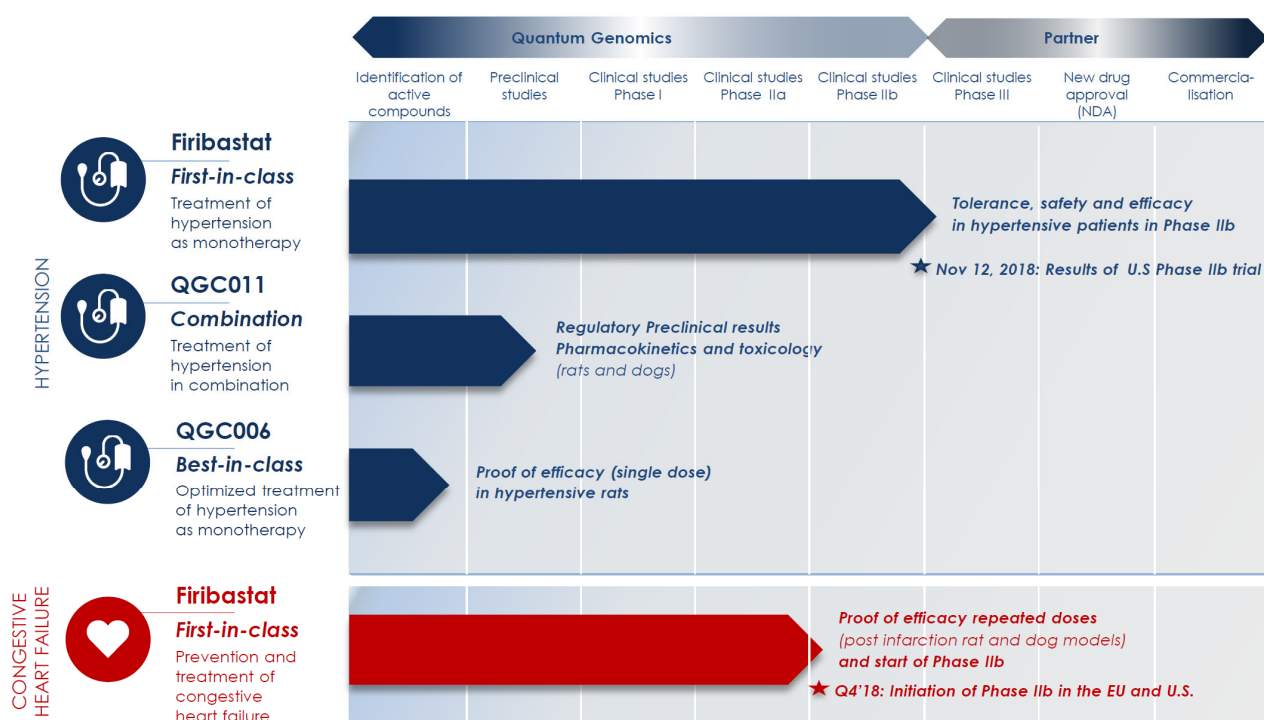 Quantum Genomics
Partner
Identification of
active
compounds
Preclinical
studies
Clinical studies
Phase I
Clinical studies
Phase IIa
Clinical studies
Phase IIb
Clinical studies
Phase III
New drug
approval
(NDA)
Commercia-
lisation
HYPERTENSION
Firibastat
First-in-class
Treatment of
hypertension
as monotherapy
Tolerance, safety and efficacy
in hypertensive patients in Phase IIb
Nov 12, 2018: Results of U.S Phase IIb trial
QGC011
Combination
Treatment of
hypertension
in combination
Regulatory Preclinical results
Pharmacokinetics and toxicology
(rats and dogs)
QGC006
Best-in-class
Optimized treatment
of hypertension
as monotherapy
Proof of efficacy (single dose)
in hypertensive rats
CONGESTIVE
HEART FAILURE
Firibastat
First-in-class
Prevention and
treatment of
congestive
heart failure
Proof of efficacy repeated doses
(post infarction rat and dog models)
and start of Phase IIb
Q4'18: Initiation of Phase IIb in the EU and U.S.